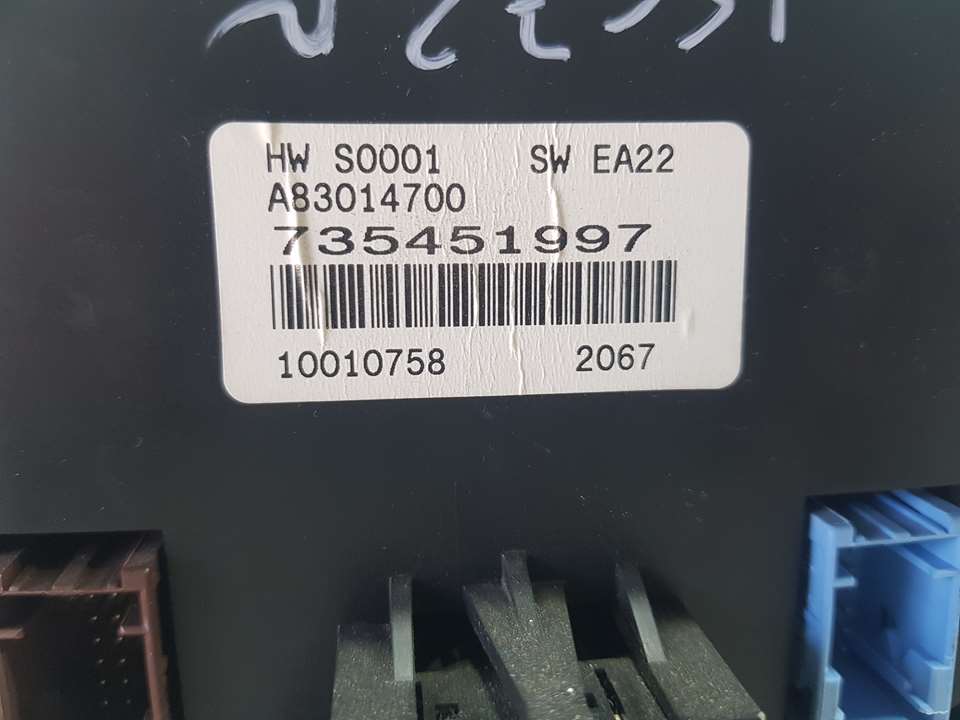 HW S0001 SW EA22
A83014700
735451997
10010758 2067